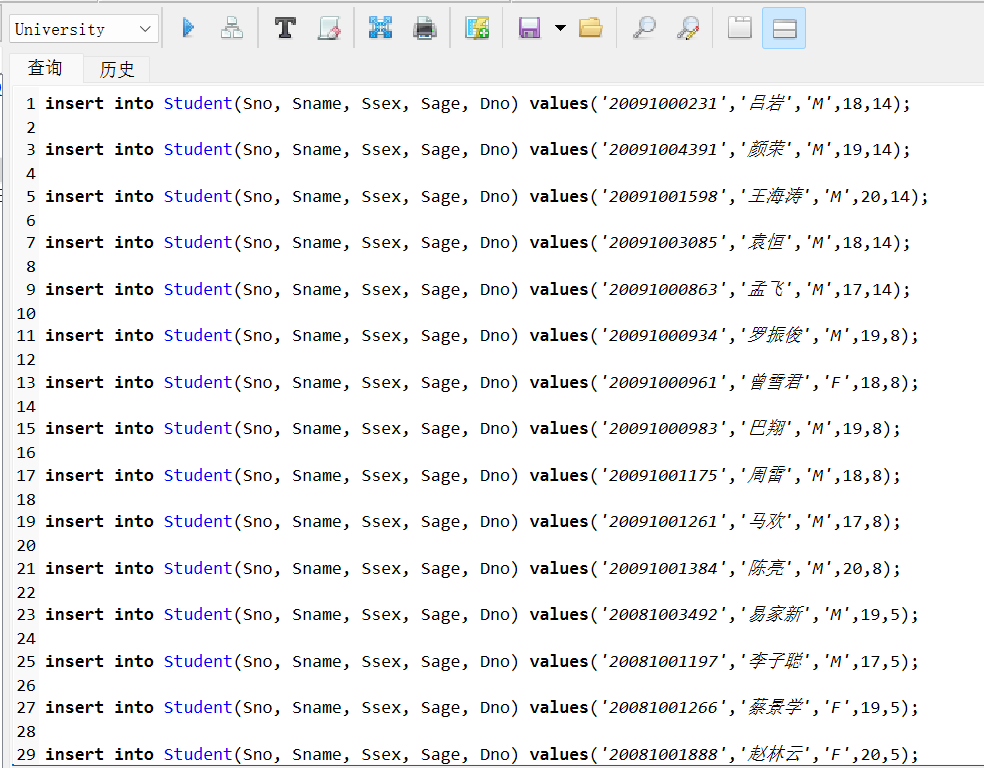 University
查询 历史
1 insert into Student(Sno, Sname, Ssex, Sage, Dno) values('20091000231','吕岩','M',18,14);
2
3 insert into Student(Sno, Sname, Ssex, Sage, Dno) values('20091004391','颜荣','M',19,14);
4
5 insert into Student(Sno, Sname, Ssex, Sage, Dno) values('20091001598','王海涛','M',20,14);
6
7 insert into Student(Sno, Sname, Ssex, Sage, Dno) values('20091003085','袁恒','M',18,14);
8
9 insert into Student(Sno, Sname, Ssex, Sage, Dno) values('20091000863','孟飞','M',17,14);
10
11 insert into Student(Sno, Sname, Ssex, Sage, Dno) values('20091000934','罗振俊','M',19,8);
12
13 insert into Student(Sno, Sname, Ssex, Sage, Dno) values('20091000961','曾雪君','F',18,8);
14
15 insert into Student(Sno, Sname, Ssex, Sage, Dno) values('20091000983','巴翔','M',19,8);
16
17 insert into Student(Sno, Sname, Ssex, Sage, Dno) values('20091001175','周雷','M',18,8);
18
19 insert into Student(Sno, Sname, Ssex, Sage, Dno) values('20091001261','马欢','M',17,8);
20
21 insert into Student(Sno, Sname, Ssex, Sage, Dno) values('20091001384','陈亮','M',20,8);
22
23 insert into Student(Sno, Sname, Ssex, Sage, Dno) values('20081003492','易家新','M',19,5);
24
25 insert into Student(Sno, Sname, Ssex, Sage, Dno) values('20081001197','李子聪','M',17,5);
26
27 insert into Student(Sno, Sname, Ssex, Sage, Dno) values('20081001266','蔡景学','F',19,5);
28
29 insert into Student(Sno, Sname, Ssex, Sage, Dno) values('20081001888','赵林云','F',20,5);